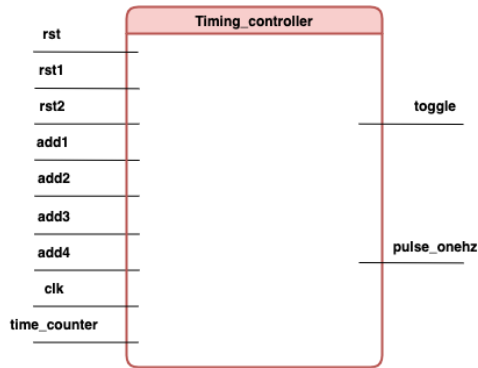 Timing_controller
rst
rst1
rst2
add1
add2
add3
add4
clk
time_counter
toggle
pulse_onehz